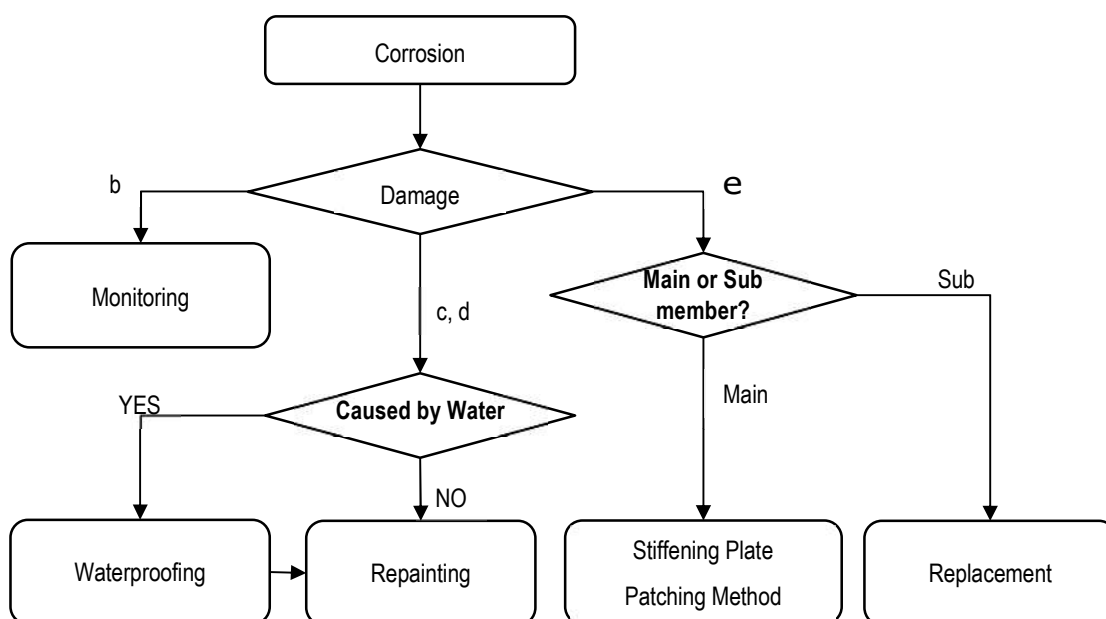 Corrosion
b
Damage
e
Monitoring
Main or Sub
member?
Sub
c, d
Main
YES
Caused by Water
NO
Waterproofing
Repainting
Stiffening Plate
Patching Method
Replacement